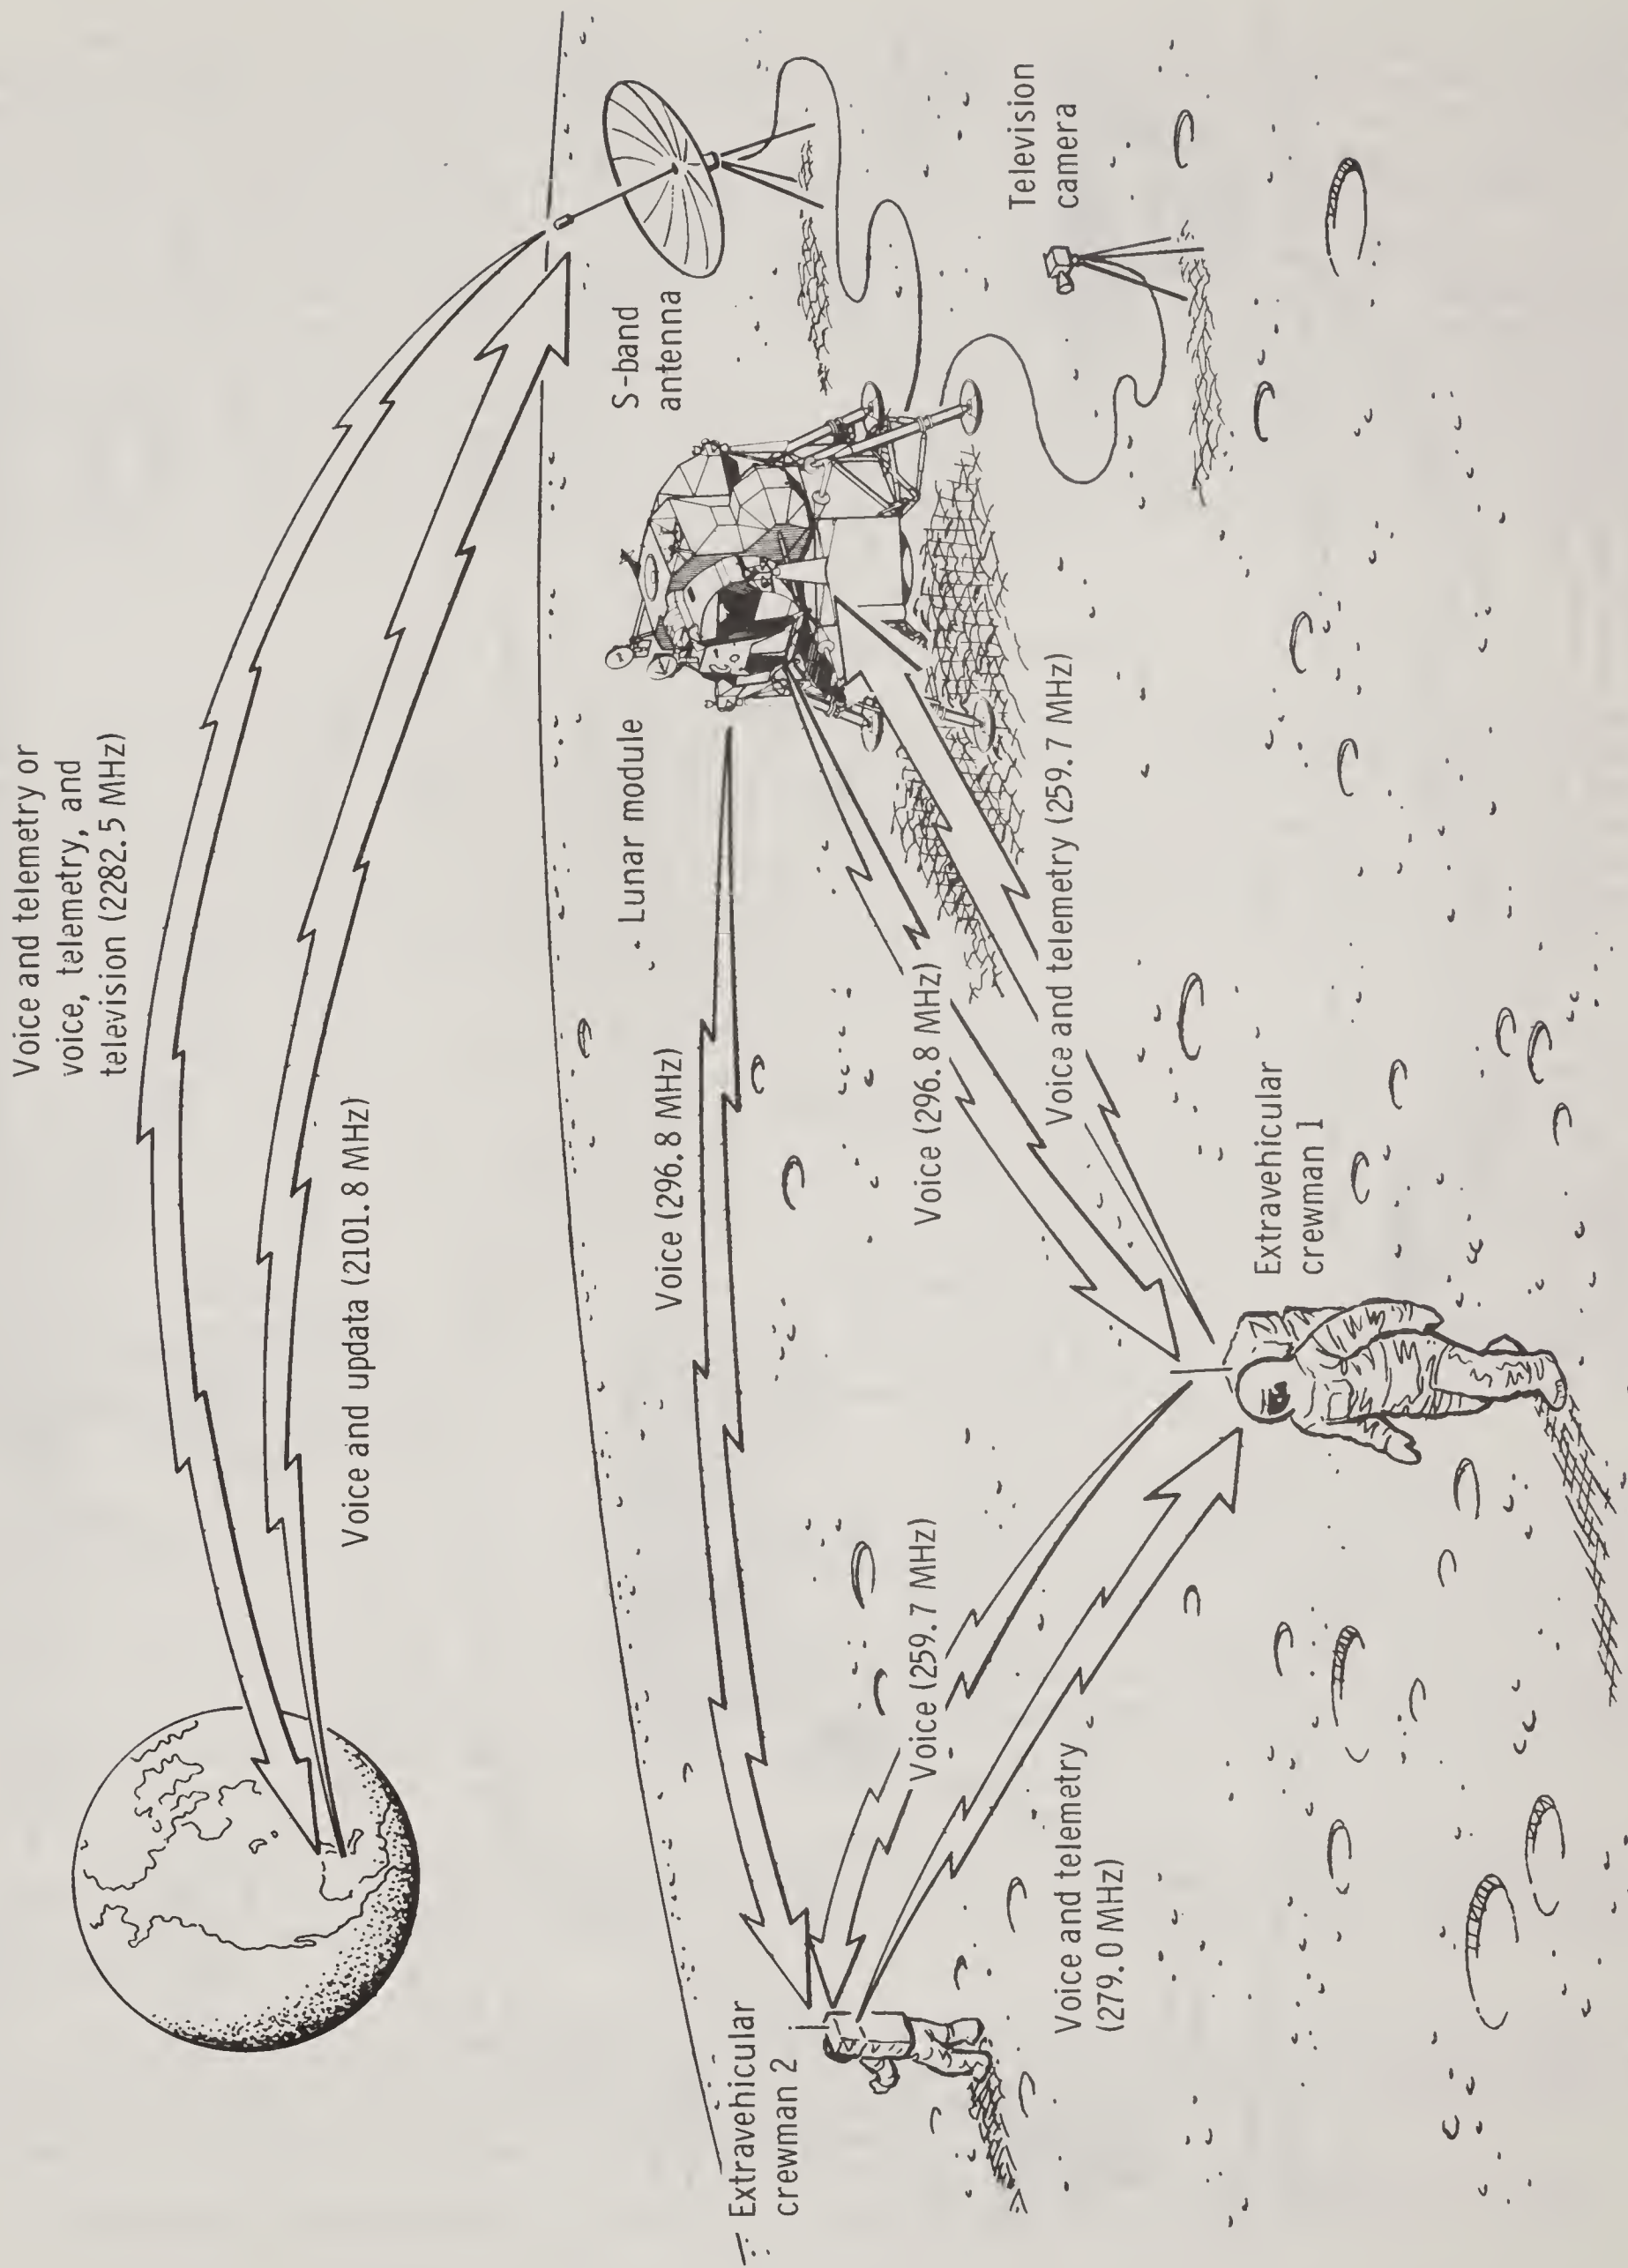 Voice and telemetry or
voice, telemetry, and
television (2282.5 MHz)
Voice and updata (2101.8 MHz)
Lunar module
S-band
antenna
Voice (296.8 MHz)
Extravehicular
crewman 2
Voice (259.7 MHz)
Voice (296.8 MHz)
Television
camera
Voice and telemetry
(279.0 MHz)
Voice and telemetry (259.7 MHz)
Extravehicular
crewman 1